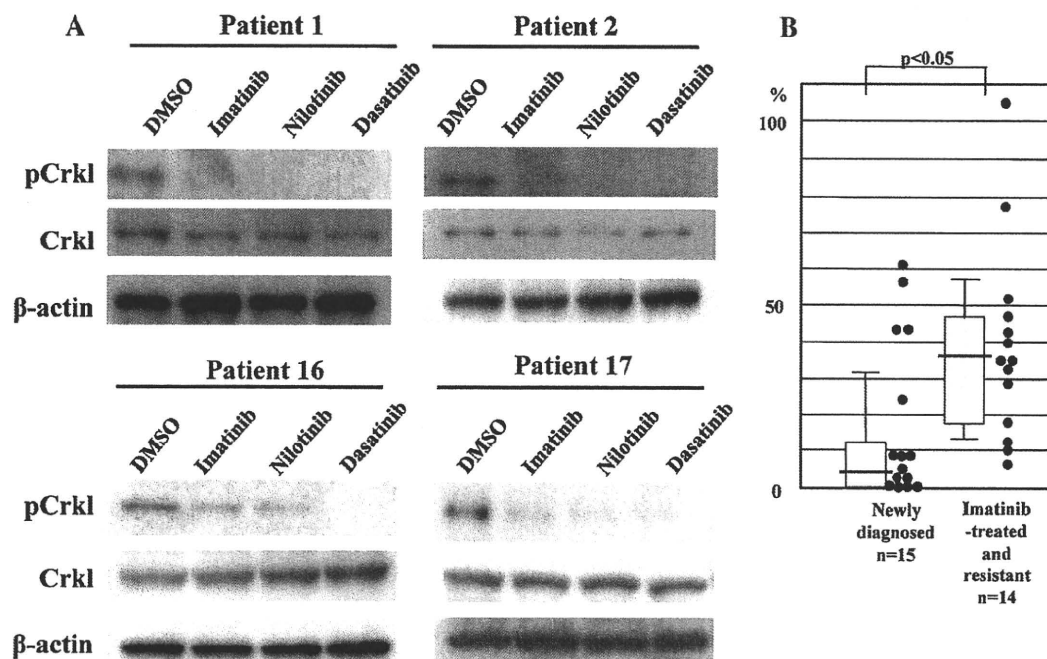 A
Patient 1
DMSO
Imatinib
Nilotinib
Dasatinib
pCrkl
Crkl
β-actin
Patient 2
DMSO
Imatinib
Nilotinib
Dasatinib
Patient 16
DMSO
Imatinib
Nilotinib
Dasatinib
pCrkl
Crkl
β-actin
Patient 17
DMSO
Imatinib
Nilotinib
Dasatinib
B
p<0.05
%
100
50
0
Newly
diagnosed
n=15
Imatinib
-treated
and
resistant
n=14